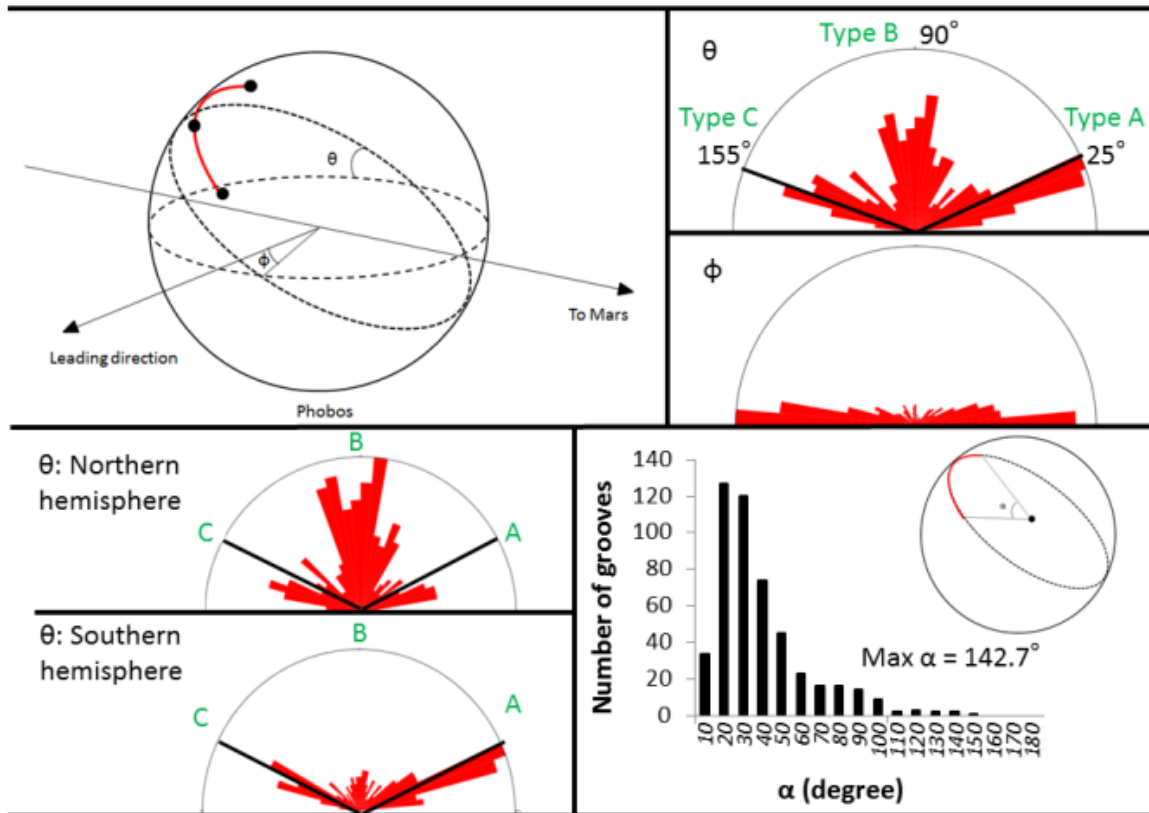 θ
ϕ
To Mars
Leading direction
Phobos
θ
Type B
90°
Type C
155°
Type A
25°
ϕ
θ: Northern
hemisphere
B
C
A
θ: Southern
hemisphere
B
C
A
Number of grooves
140
120
100
80
60
40
20
0
10
20
30
40
50
60
70
80
90
100
110
120
130
140
150
160
170
180
α (degree)
Max α = 142.7°